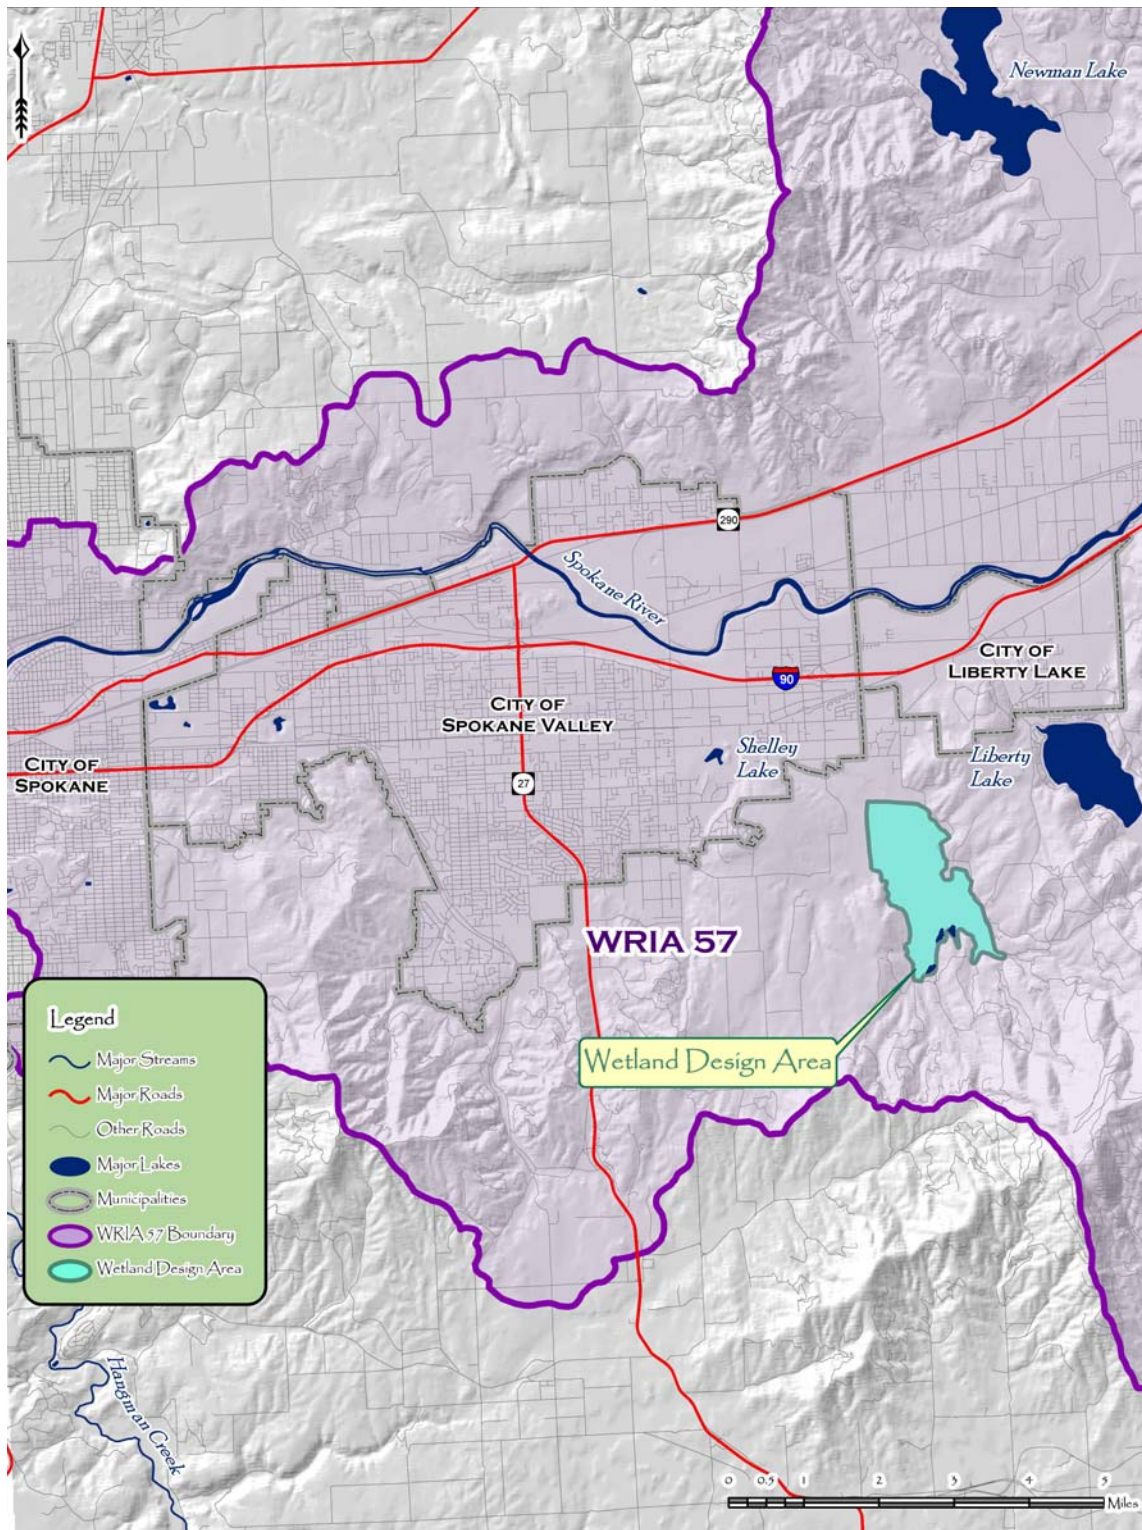 Newman Lake
290
Spokane River
CITY OF
LIBERTY LAKE
90
CITY OF
SPOKANE VALLEY
Shelley
Lake
Liberty
Lake
CITY OF
SPOKANE
27
WRIA 57
Wetland Design Area
Legend
Major Streams
Major Roads
Other Roads
Major Lakes
Municipalities
WRIA 57 Boundary
Wetland Design Area
Hangman Creek
0 0.5 1 2 3 4 5
Miles